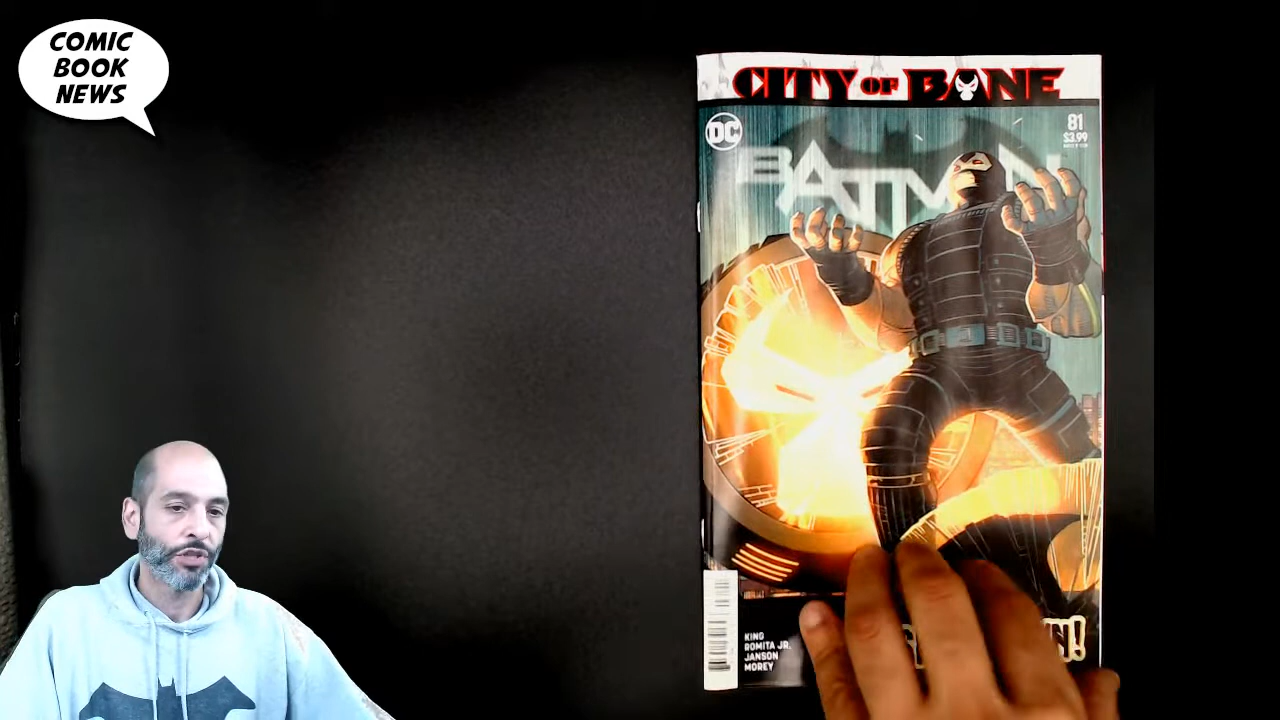 COMIC
BOOK
NEWS
CITY OF BANE
DC
81
$3.99
BATMAN
KING
ROMITA JR.
JANSON
MOREY